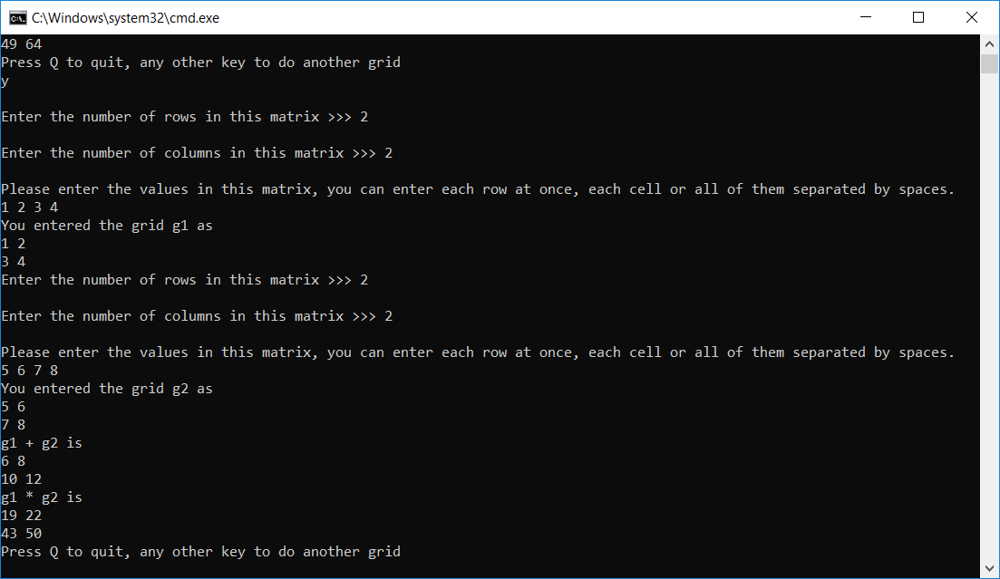 C:\Windows\system32\cmd.exe
49 64
Press Q to quit, any other key to do another grid
y
Enter the number of rows in this matrix >>> 2
Enter the number of columns in this matrix >>> 2
Please enter the values in this matrix, you can enter each row at once, each cell or all of them separated by spaces.
1 2 3 4
You entered the grid g1 as
1 2
3 4
Enter the number of rows in this matrix >>> 2
Enter the number of columns in this matrix >>> 2
Please enter the values in this matrix, you can enter each row at once, each cell or all of them separated by spaces.
5 6 7 8
You entered the grid g2 as
5 6
7 8
g1 + g2 is
6 8
10 12
g1 * g2 is
19 22
43 50
Press Q to quit, any other key to do another grid